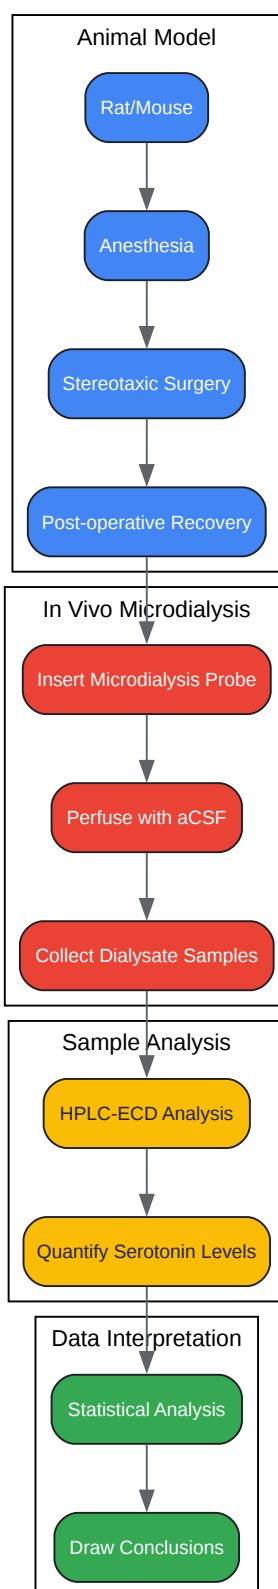 Animal Model
Rat/Mouse
Anesthesia
Stereotaxic Surgery
Post-operative Recovery
In Vivo Microdialysis
Insert Microdialysis Probe
Perfuse with aCSF
Collect Dialysate Samples
Sample Analysis
HPLC-ECD Analysis
Quantify Serotonin Levels
Data Interpretation
Statistical Analysis
Draw Conclusions